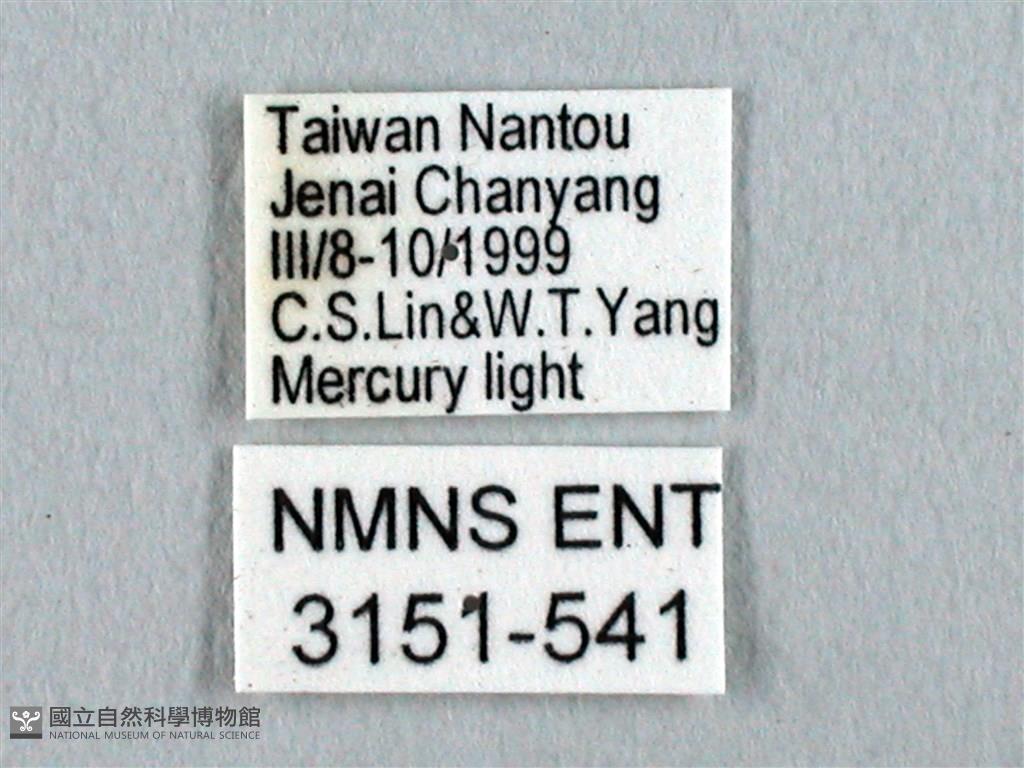 Taiwan Nantou
Jenai Chanyang
III/8-10/1999
C.S.Lin&W.T.Yang
Mercury light
NMNS ENT
3151-541
國立自然科學博物館
NATIONAL MUSEUM OF NATURAL SCIENCE